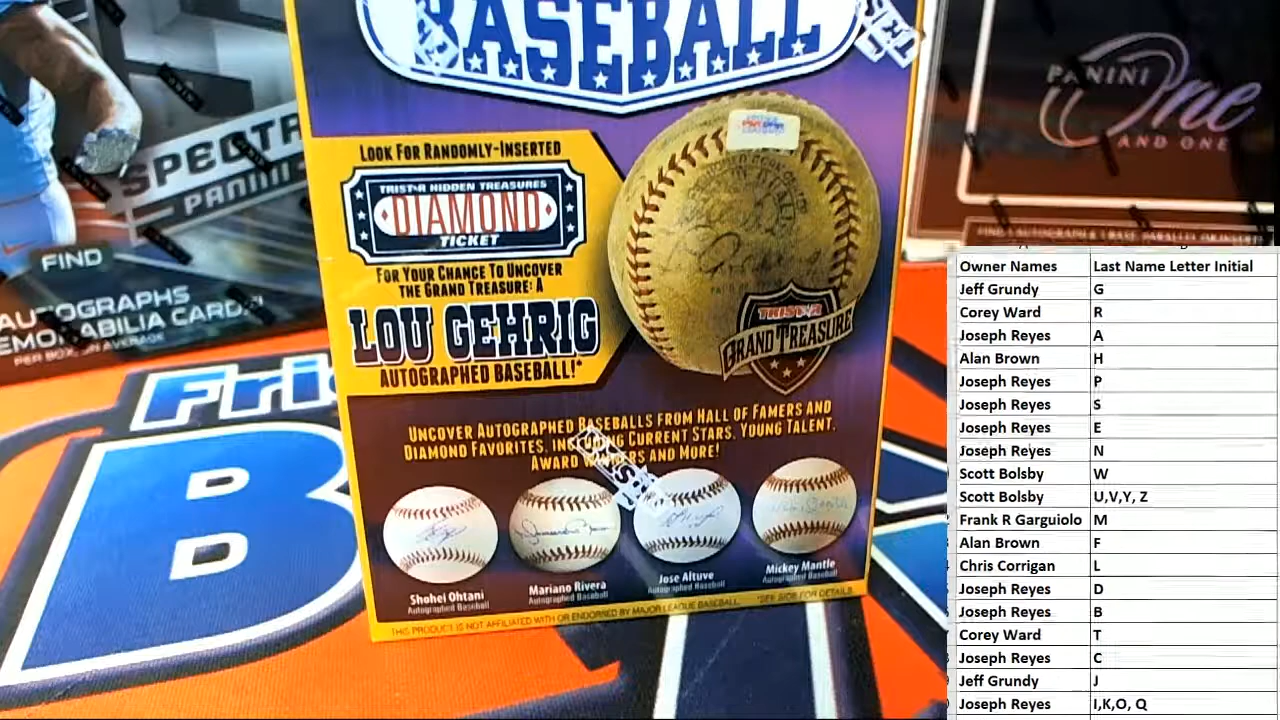 BASEBALL
LOOK FOR RANDOMLY-INSERTED
TRISTAR HIDDEN TREASURES
DIAMOND
TICKET
FOR YOUR CHANCE TO UNCOVER
THE GRAND TREASURE: A
LOU GEHRIG
AUTOGRAPHED BASEBALL!*
TRISTAR
GRAND TREASURE
UNCOVER AUTOGRAPHED BASEBALLS FROM HALL OF FAMERS AND
DIAMOND FAVORITES, INCLUDING CURRENT STARS, YOUNG TALENT,
AWARD WINNERS AND MORE!
Shohei Ohtani
Autographed Baseball
Mariano Rivera
Autographed Baseball
Jose Altuve
Autographed Baseball
Mickey Mantle
Autographed Baseball
THIS PRODUCT IS NOT AFFILIATED WITH OR ENDORSED BY MAJOR LEAGUE BASEBALL.
*SEE SIDE FOR DETAILS
SPECTR
PANINI
FIND
AUTOGRAPHS
MEMORABILIA CARD
PER BOX, ON AVERAGE
Fris
B
PANINI
One
AND ONE
Owner Names Last Name Letter Initial
Jeff Grundy G
Corey Ward R
Joseph Reyes A
Alan Brown H
Joseph Reyes P
Joseph Reyes S
Joseph Reyes E
Joseph Reyes N
Scott Bolsby W
Scott Bolsby U,V,Y, Z
Frank R Garguiolo M
Alan Brown F
Chris Corrigan L
Joseph Reyes D
Joseph Reyes B
Corey Ward T
Joseph Reyes C
Jeff Grundy J
Joseph Reyes I,K,O, Q